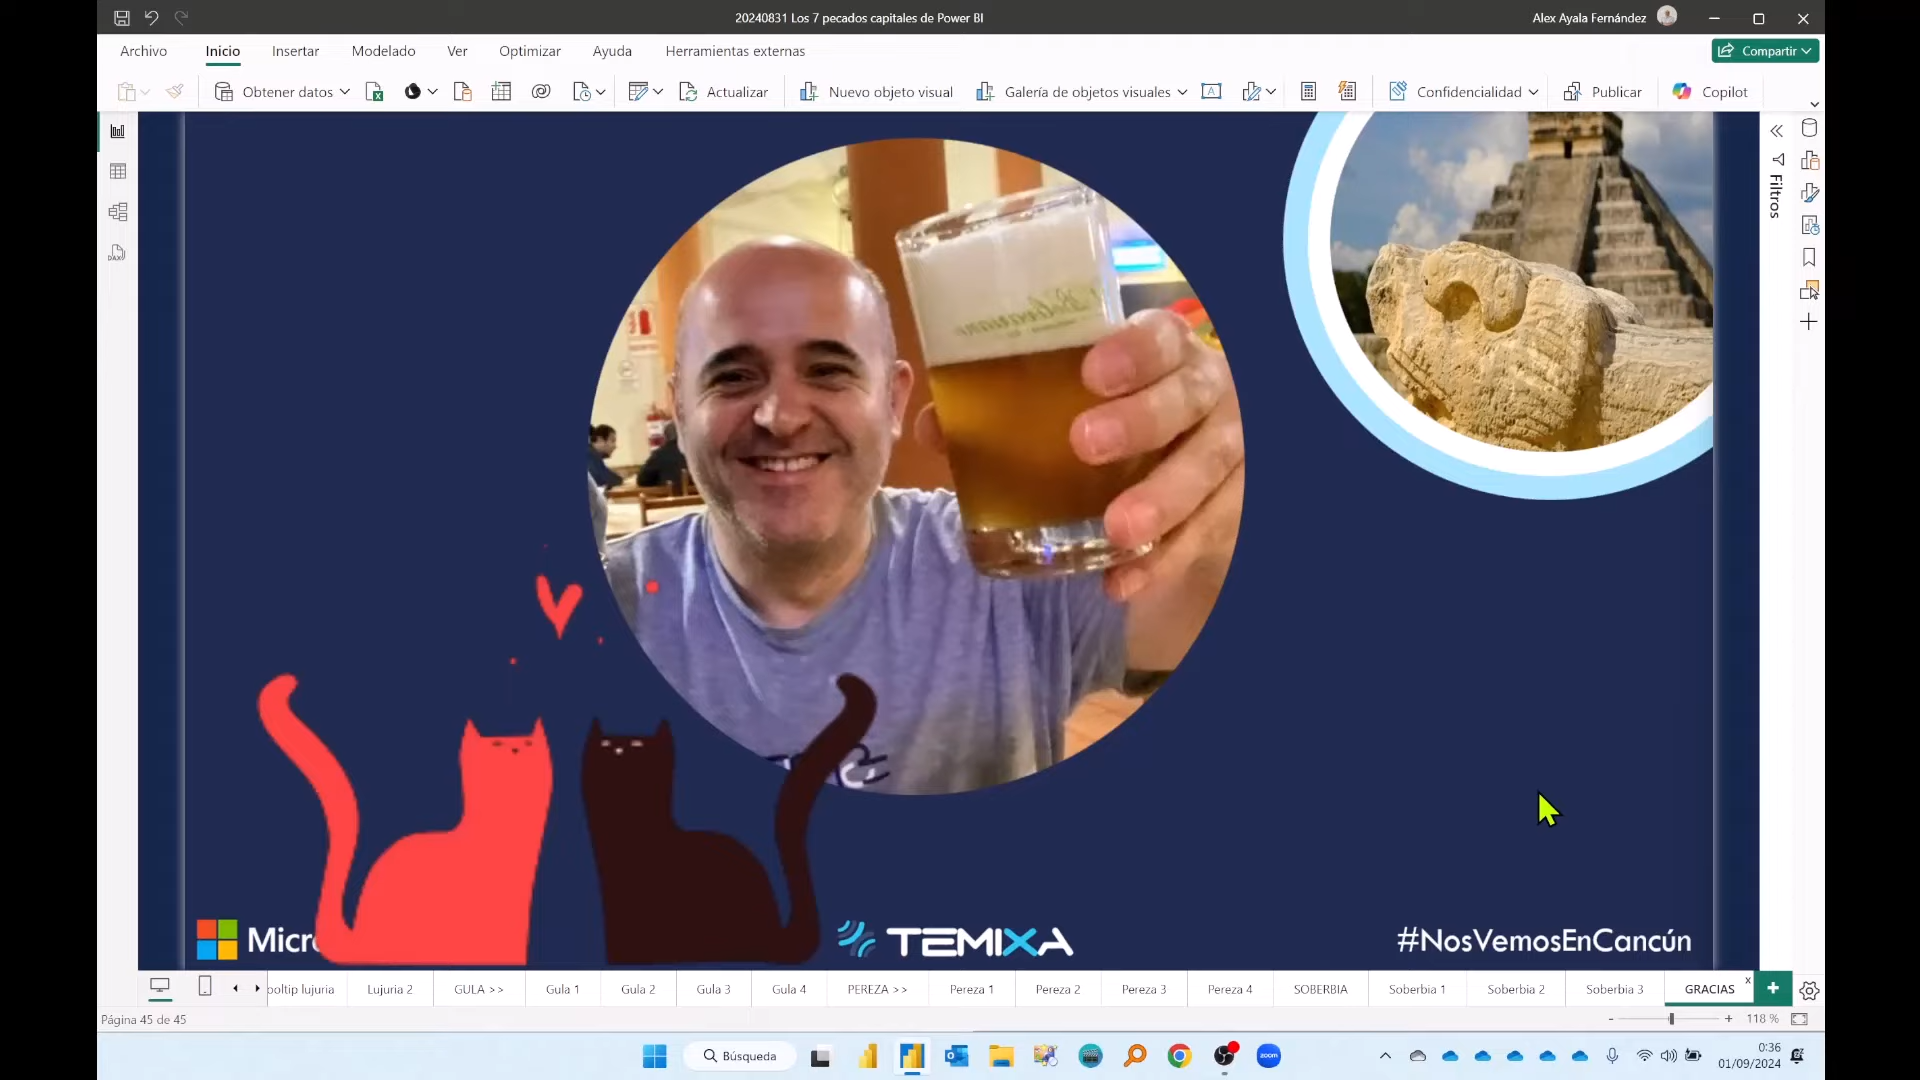 20240831 Los 7 pecados capitales de Power BI
Alex Ayala Fernández
Archivo
Inicio
Insertar
Modelado
Ver
Optimizar
Ayuda
Herramientas externas
Compartir
Obtener datos
Actualizar
Nuevo objeto visual
Galería de objetos visuales
Confidencialidad
Publicar
Copilot
Filtros
Micro
TEMIXA
#NosVemosEnCancún
ooltip lujuria
Lujuria 2
GULA >>
Gula 1
Gula 2
Gula 3
Gula 4
PEREZA >>
Pereza 1
Pereza 2
Pereza 3
Pereza 4
SOBERBIA
Soberbia 1
Soberbia 2
Soberbia 3
GRACIAS
x
Página 45 de 45
- + 118 %
Búsqueda
zoom
0:36
01/09/2024